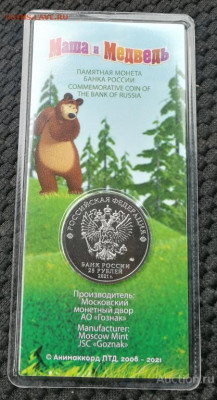 Маша и Медведь
ПАМЯТНАЯ МОНЕТА
БАНКА РОССИИ
COMMEMORATIVE COIN OF
THE BANK OF RUSSIA
РОССИЙСКАЯ ФЕДЕРАЦИЯ
БАНК РОССИИ
25 РУБЛЕЙ
2021 г.
Производитель:
Московский
монетный двор
АО «Гознак»
Manufacturer:
Moscow Mint
JSC «Goznak»
© Анимаккорд ЛТД, 2008 - 2021